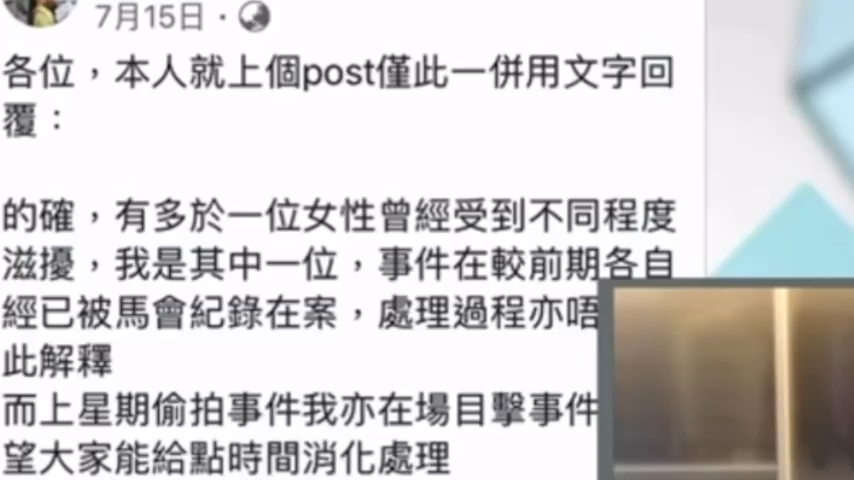 7月15日 ·
各位，本人就上個post僅此一併用文字回
覆：
的確，有多於一位女性曾經受到不同程度
滋擾，我是其中一位，事件在較前期各自
經已被馬會紀錄在案，處理過程亦唔
此解釋
而上星期偷拍事件我亦在場目擊事件
望大家能給點時間消化處理